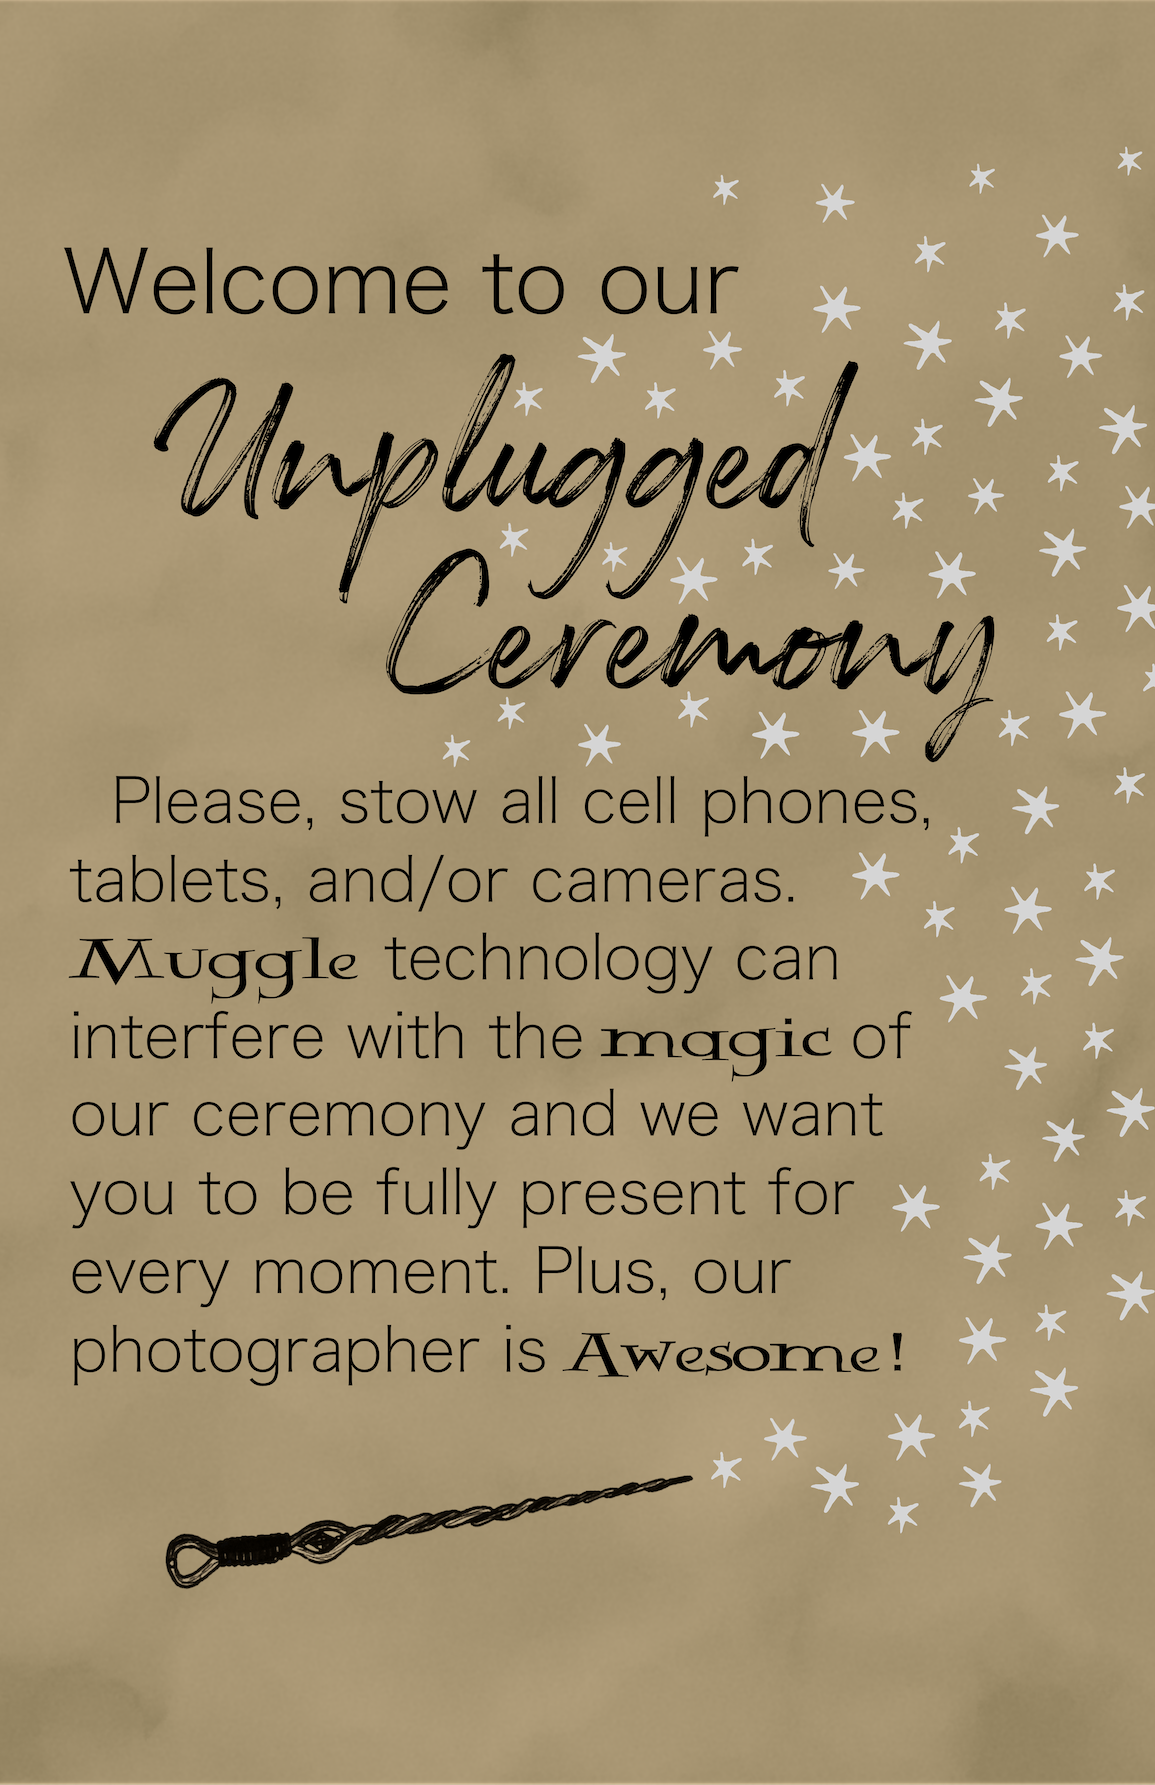 Welcome to our
Unplugged
Ceremony
Please, stow all cell phones,
tablets, and/or cameras.
Muggle technology can
interfere with the magic of
our ceremony and we want
you to be fully present for
every moment. Plus, our
photographer is Awesome!